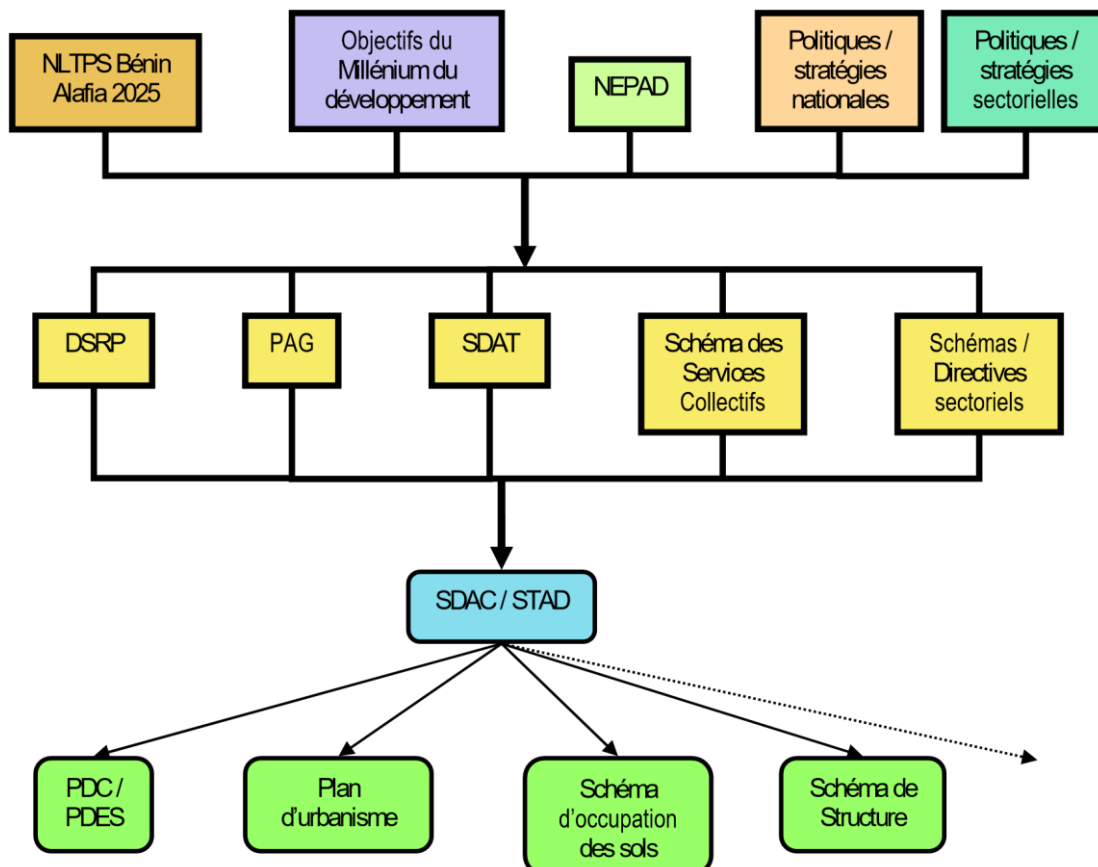 NLTPS Bénin
Alafia 2025
Objectifs du
Millénium du
développement
NEPAD
Politiques /
stratégies
nationales
Politiques /
stratégies
sectorielles
DSRP
PAG
SDAT
Schéma des
Services
Collectifs
Schémas /
Directives
sectoriels
SDAC / STAD
PDC /
PDES
Plan
d’urbanisme
Schéma
d’occupation
des sols
Schéma de
Structure